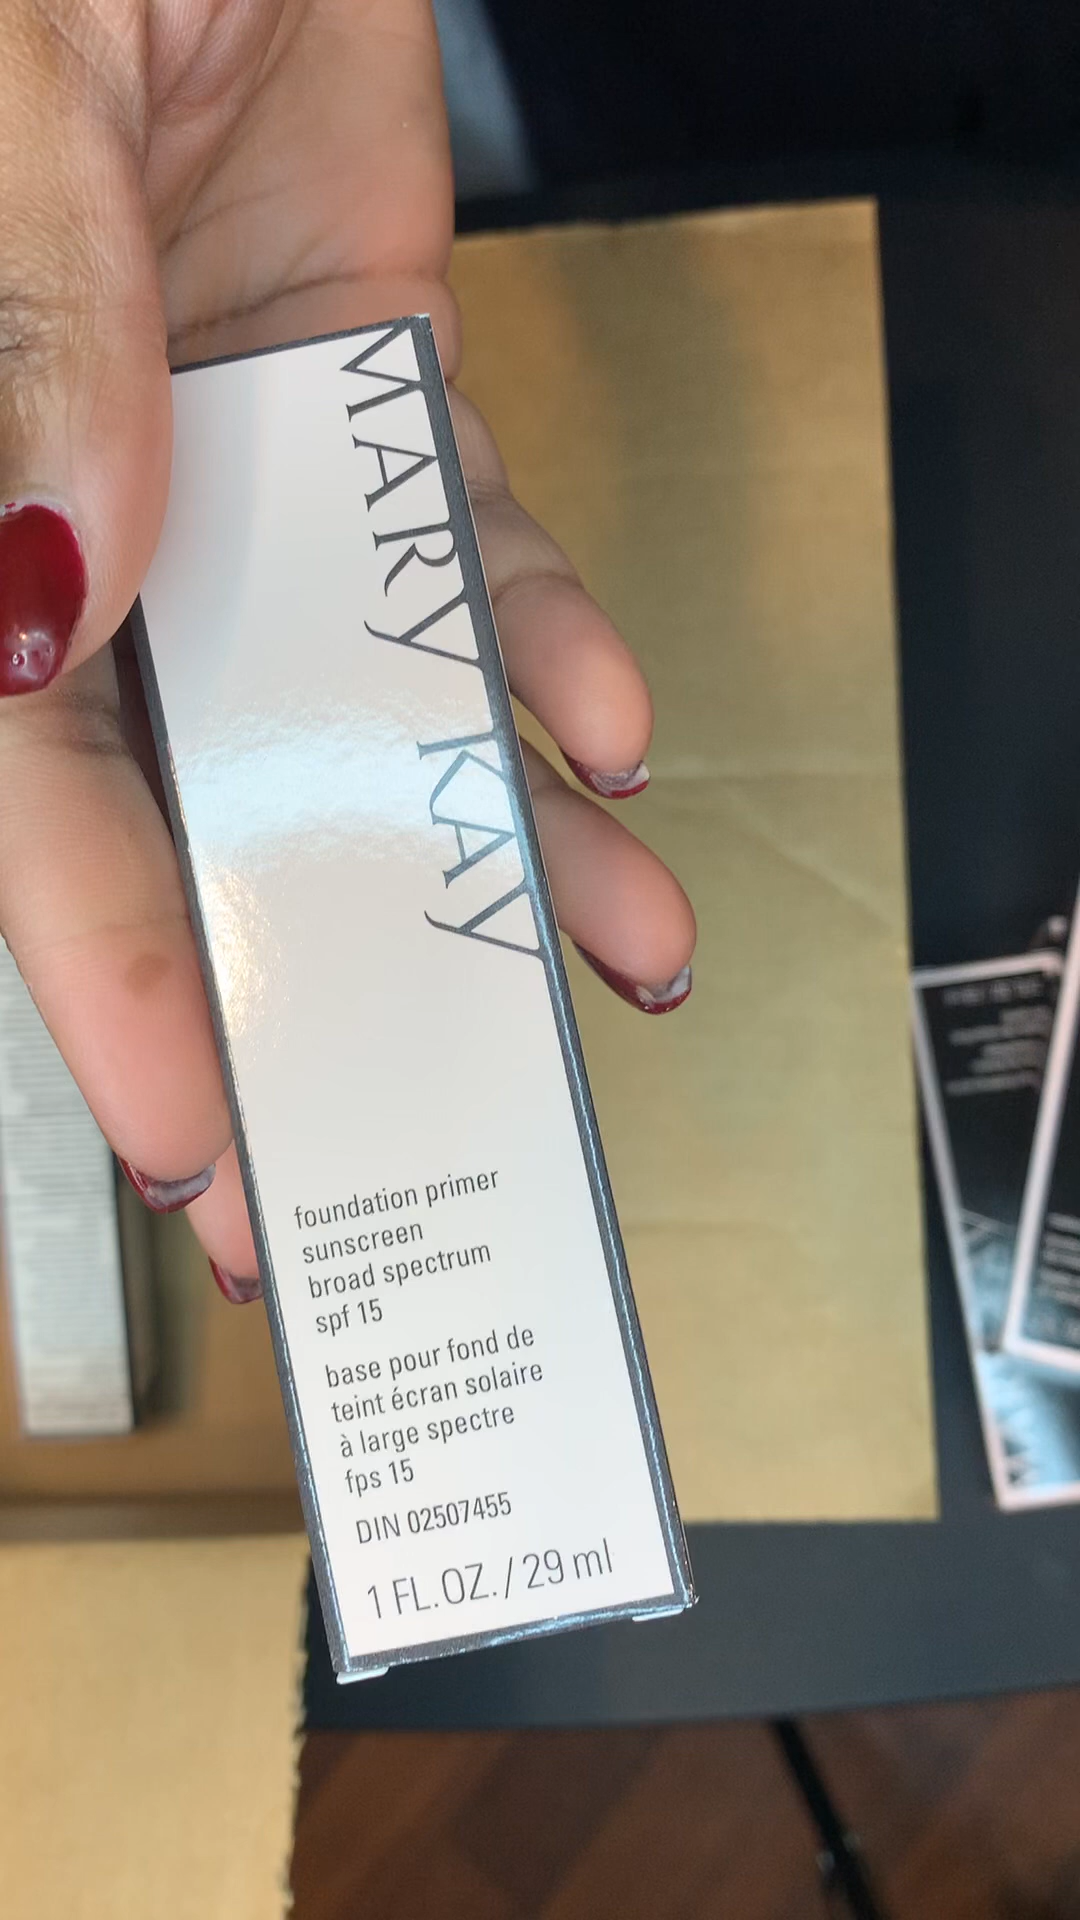 MARY KAY
foundation primer
sunscreen
broad spectrum
spf 15
base pour fond de
teint écran solaire
à large spectre
fps 15
DIN 02507455
1 FL.OZ./29 ml